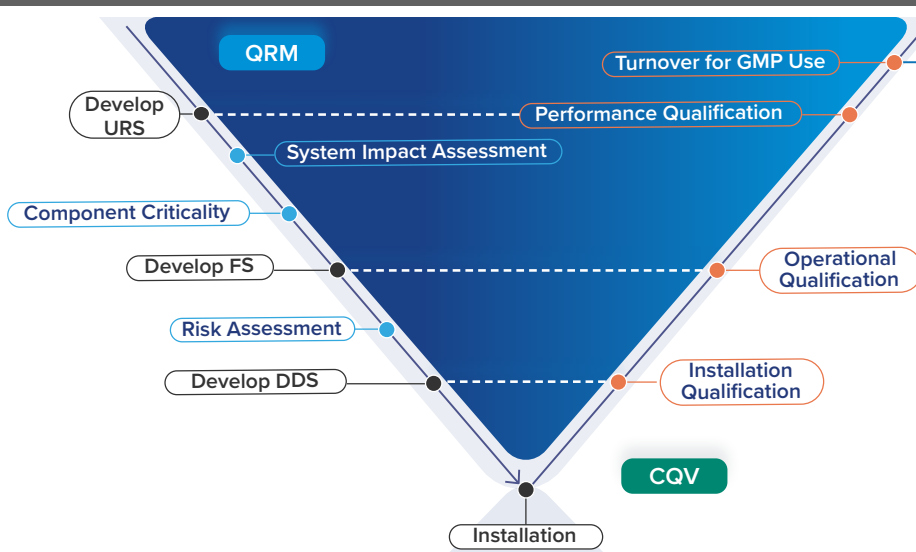 QRM
Turnover for GMP Use
Develop
URS
Performance Qualification
System Impact Assessment
Component Criticality
Develop FS
Operational
Qualification
Risk Assessment
Develop DDS
Installation
Qualification
CQV
Installation